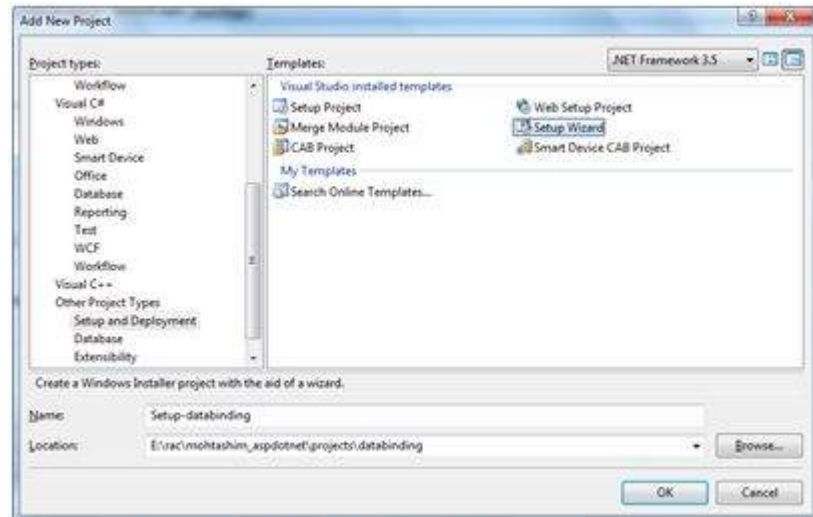 Add New Project
Project types:
Templates:
.NET Framework 3.5
Workflow
Visual C#
Windows
Web
Smart Device
Office
Database
Reporting
Test
WCF
Workflow
Visual C++
Other Project Types
Setup and Deployment
Database
Extensibility
Visual Studio installed templates
Setup Project
Web Setup Project
Merge Module Project
Setup Wizard
CAB Project
Smart Device CAB Project
My Templates
Search Online Templates...
Create a Windows Installer project with the aid of a wizard.
Name:
Setup-databinding
Location:
E:\rac\mohtashim_aspdotnet\projects\databinding
Browse...
OK
Cancel